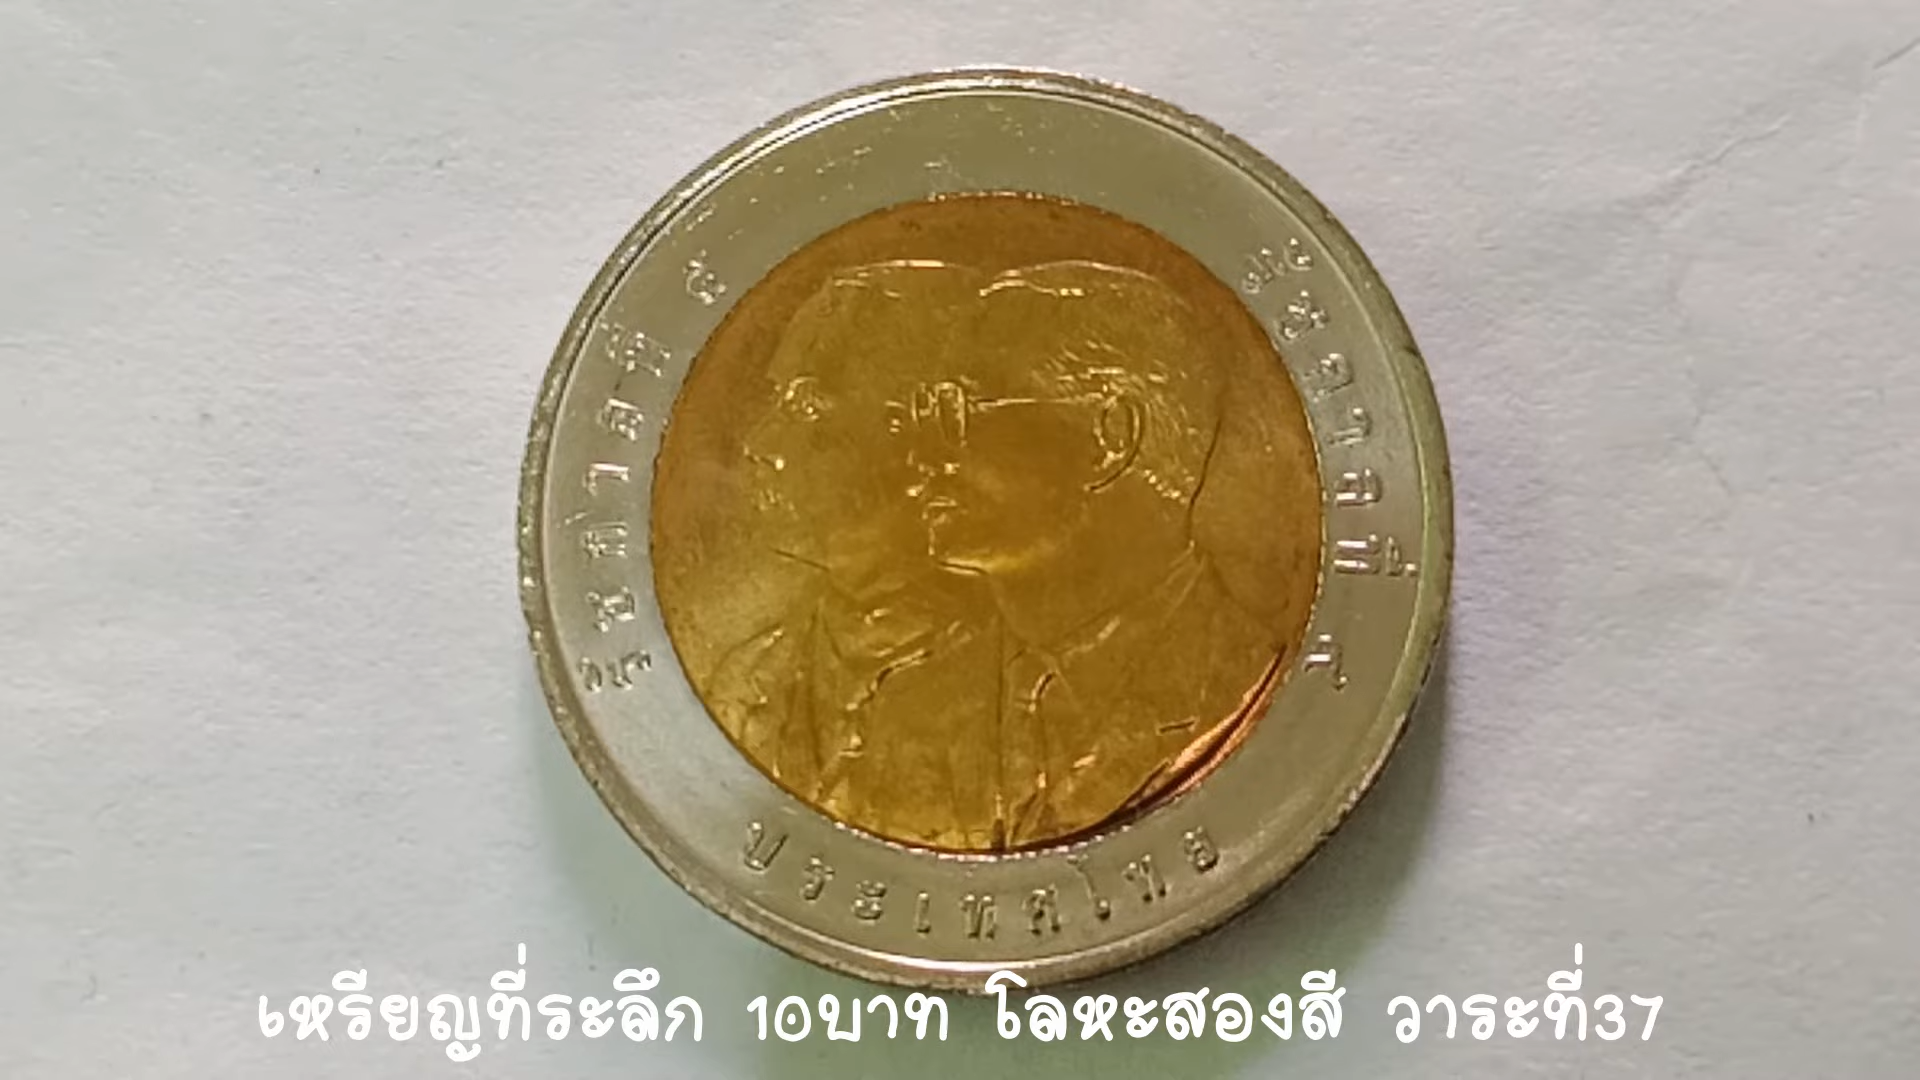 รัชกาลที่ ๙
รัชกาลที่ ๕
ประเทศไทย
เหรียญที่ระลึก 10บาท โลหะสองสี วาระที่37